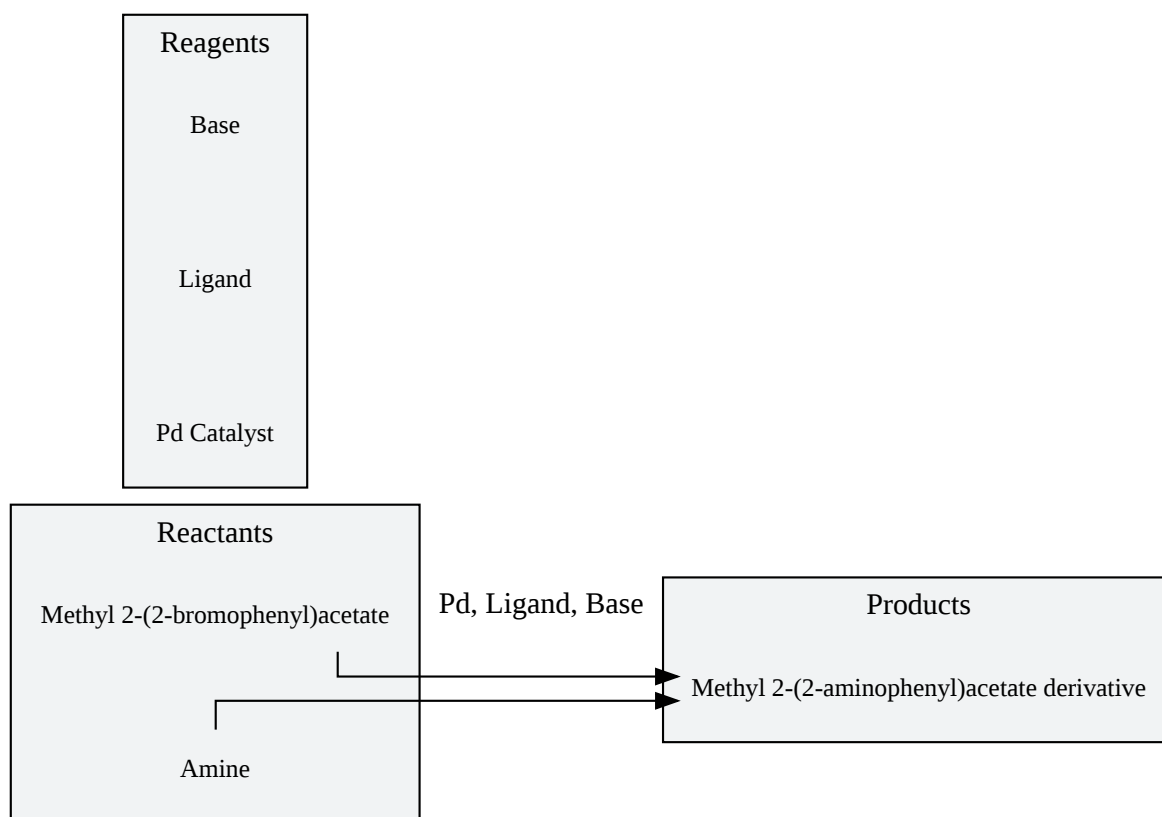 Reagents
Base
Ligand
Pd Catalyst
Reactants
Methyl 2-(2-bromophenyl)acetate
Amine
Pd, Ligand, Base
Products
Methyl 2-(2-aminophenyl)acetate derivative